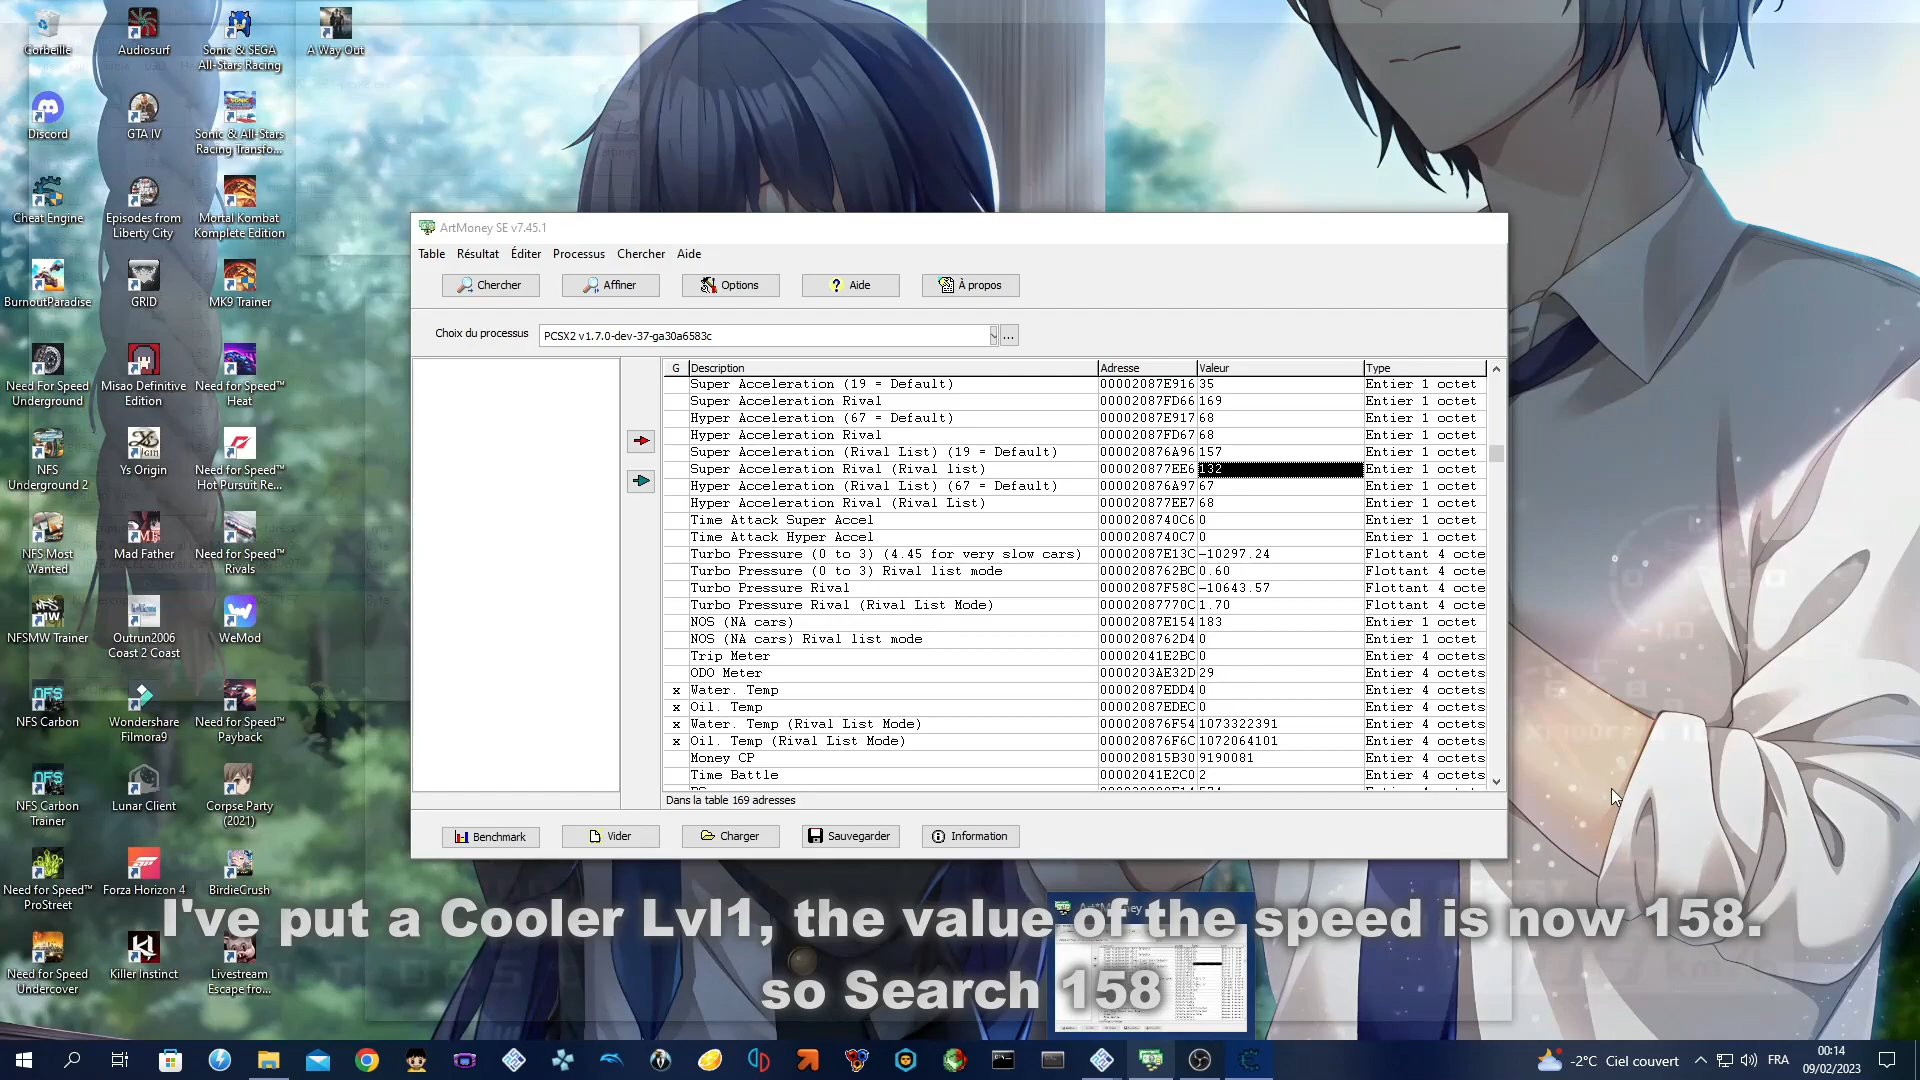 Corbeille
Audiosurf
Sonic & SEGA
All-Stars Racing
A Way Out
Discord
GTA IV
Sonic & All-Stars
Racing Transfo...
Cheat Engine
Episodes from
Liberty City
Mortal Kombat
Komplete Edition
BurnoutParadise
GRID
MK9 Trainer
Need For Speed
Underground
Misao Definitive
Edition
Need for Speed™
Heat
NFS
Underground 2
Ys Origin
Need for Speed™
Hot Pursuit Re...
NFS Most
Wanted
Mad Father
Need for Speed™
Rivals
NFSMW Trainer
Outrun2006
Coast 2 Coast
WeMod
NFS Carbon
Wondershare
Filmora9
Need for Speed™
Payback
NFS Carbon
Trainer
Lunar Client
Corpse Party
(2021)
Need for Speed™
ProStreet
Forza Horizon 4
BirdieCrush
Need for Speed
Undercover
Killer Instinct
Livestream
Escape fro...
ArtMoney SE v7.45.1
Table Résultat Éditer Processus Chercher Aide
Chercher Affiner Options Aide À propos
Choix du processus PCSX2 v1.7.0-dev-37-ga30a6583c ...
G Description Adresse Valeur Type
Super Acceleration (19 = Default) 00002087E916 35 Entier 1 octet
Super Acceleration Rival 00002087FD66 169 Entier 1 octet
Hyper Acceleration (67 = Default) 00002087E917 68 Entier 1 octet
Hyper Acceleration Rival 00002087FD67 68 Entier 1 octet
Super Acceleration (Rival List) (19 = Default) 000020876A96 157 Entier 1 octet
Super Acceleration Rival (Rival list) 000020877EE6 132 Entier 1 octet
Hyper Acceleration (Rival List) (67 = Default) 000020876A97 67 Entier 1 octet
Hyper Acceleration Rival (Rival List) 000020877EE7 68 Entier 1 octet
Time Attack Super Accel 0000208740C6 0 Entier 1 octet
Time Attack Hyper Accel 0000208740C7 0 Entier 1 octet
Turbo Pressure (0 to 3) (4.45 for very slow cars) 00002087E13C -10297.24 Flottant 4 octe
Turbo Pressure (0 to 3) Rival list mode 0000208762BC 0.60 Flottant 4 octe
Turbo Pressure Rival 00002087F58C -10643.57 Flottant 4 octe
Turbo Pressure Rival (Rival List Mode) 00002087770C 1.70 Flottant 4 octe
NOS (NA cars) 00002087E154 183 Entier 1 octet
NOS (NA cars) Rival list mode 0000208762D4 0 Entier 1 octet
Trip Meter 00002041E2BC 0 Entier 4 octets
ODO Meter 0000203AE32D 29 Entier 4 octets
x Water. Temp 00002087EDD4 0 Entier 4 octets
x Oil. Temp 00002087EDEC 0 Entier 4 octets
x Water. Temp (Rival List Mode) 000020876F54 1073322391 Entier 4 octets
x Oil. Temp (Rival List Mode) 000020876F6C 1072064101 Entier 4 octets
Money CP 000020815B30 9190081 Entier 4 octets
Time Battle 00002041E2C0 2 Entier 4 octets
Dans la table 169 adresses
Benchmark Vider Charger Sauvegarder Information
I've put a Cooler Lvl1, the value of the speed is now 158.
so Search 158
-2°C Ciel couvert FRA 00:14
09/02/2023